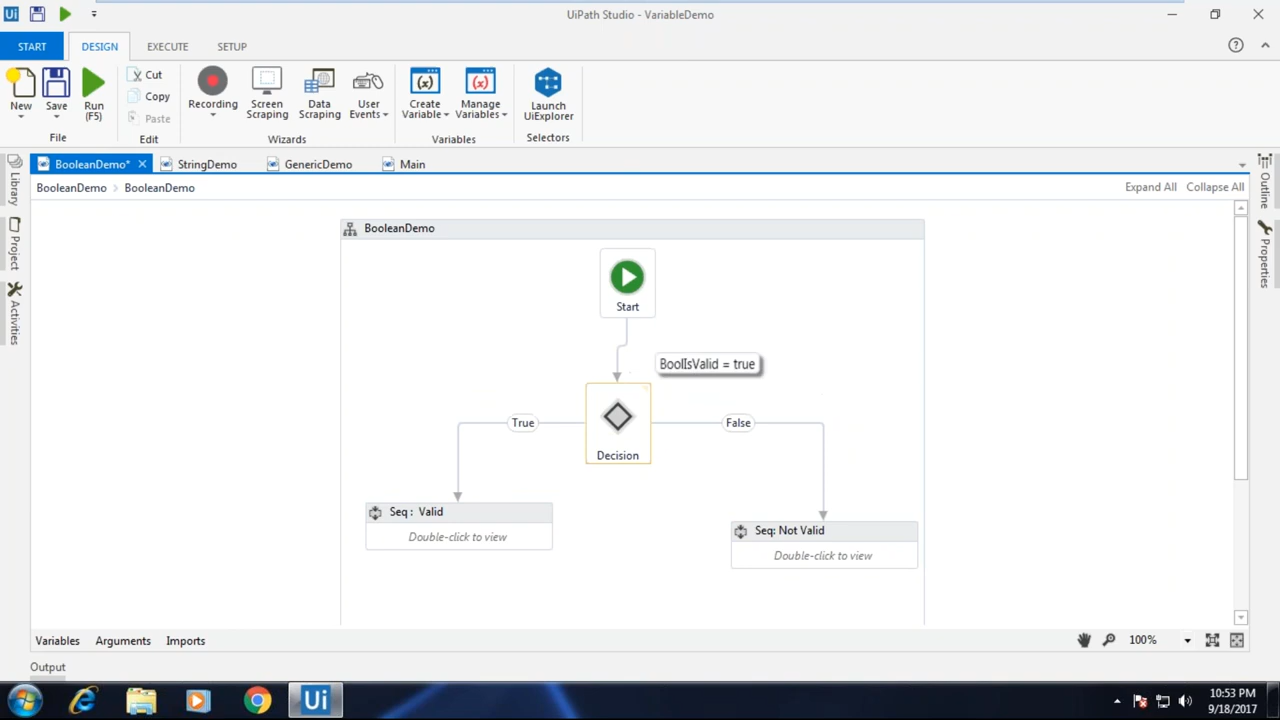 Ui
UiPath Studio - VariableDemo
START
DESIGN
EXECUTE
SETUP
New
Save
Run
(F5)
File
Cut
Copy
Paste
Edit
Recording
Screen
Scraping
Data
Scraping
User
Events
Wizards
Create
Variable
Manage
Variables
Variables
Launch
UiExplorer
Selectors
BooleanDemo*
StringDemo
GenericDemo
Main
BooleanDemo > BooleanDemo
Expand All
Collapse All
Library
Project
Activities
Outline
Properties
BooleanDemo
Start
BoolIsValid = true
True
False
Decision
Seq : Valid
Double-click to view
Seq: Not Valid
Double-click to view
Variables
Arguments
Imports
100%
Output
Ui
10:53 PM
9/18/2017